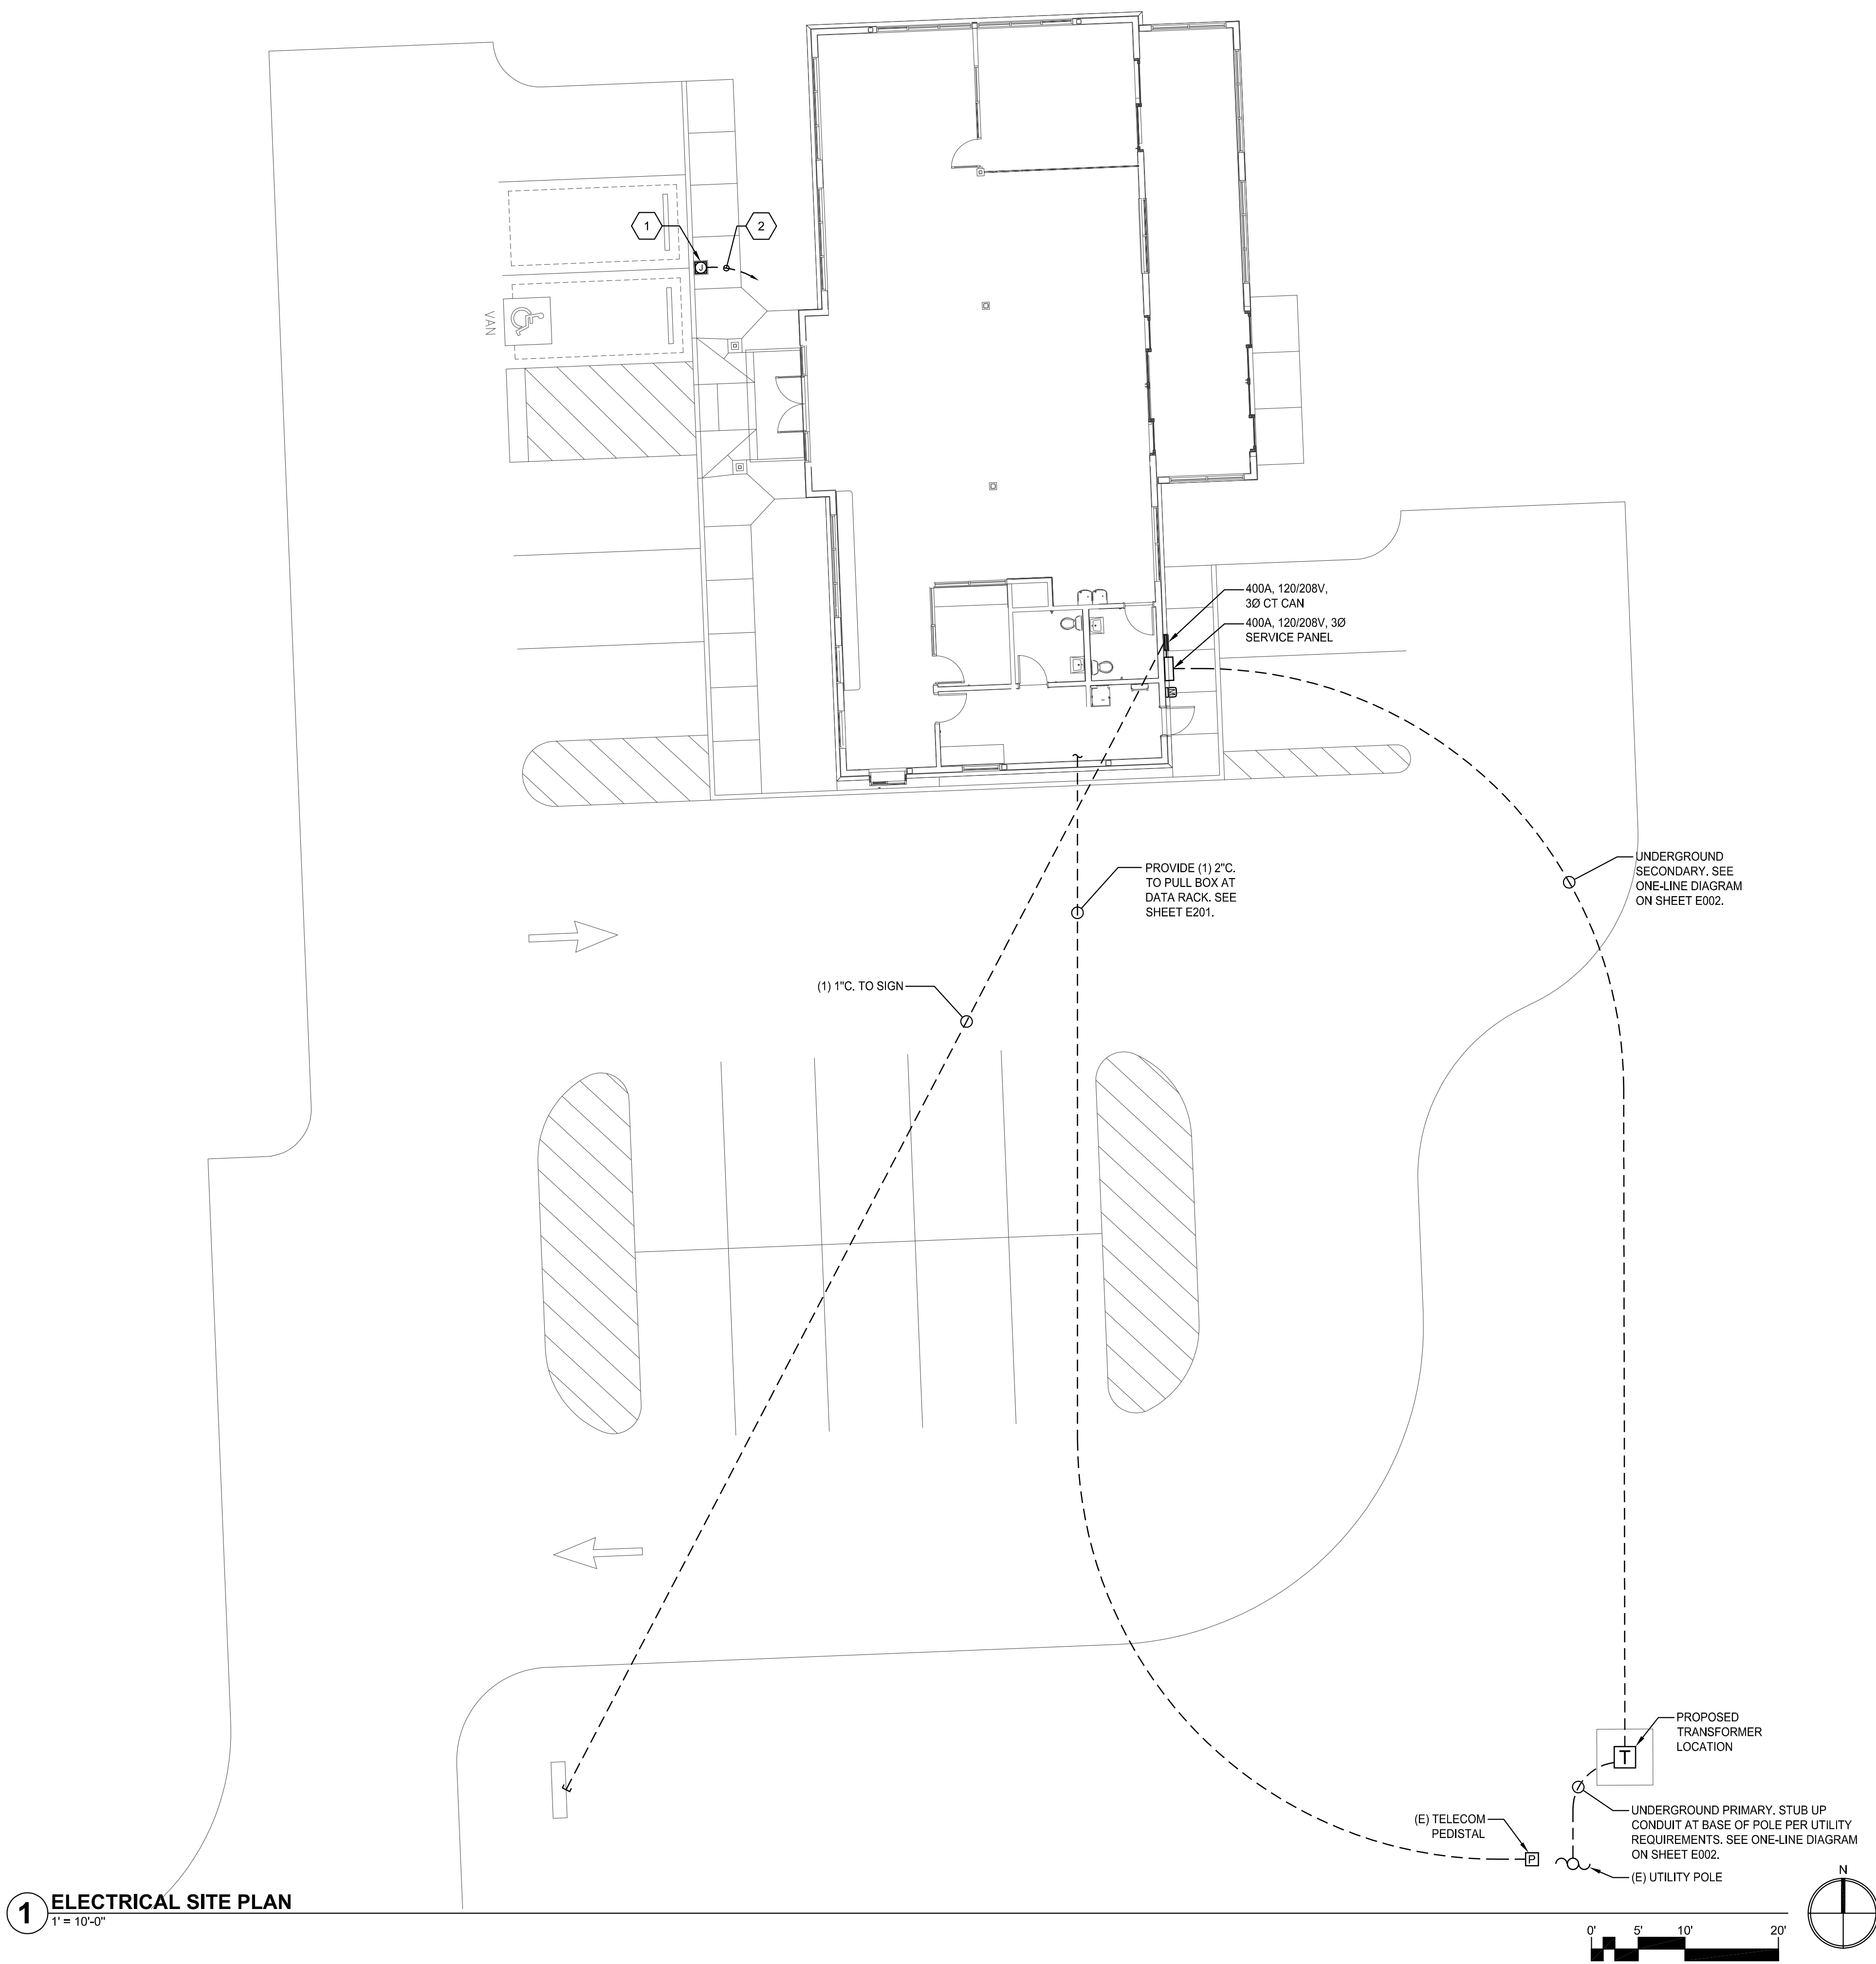 1
2
J
VAN
400A, 120/208V,
3Ø CT CAN
400A, 120/208V, 3Ø
SERVICE PANEL
PROVIDE (1) 2"C.
TO PULL BOX AT
DATA RACK. SEE
SHEET E201.
UNDERGROUND
SECONDARY. SEE
ONE-LINE DIAGRAM
ON SHEET E002.
(1) 1"C. TO SIGN
PROPOSED
TRANSFORMER
LOCATION
T
UNDERGROUND PRIMARY. STUB UP
CONDUIT AT BASE OF POLE PER UTILITY
REQUIREMENTS. SEE ONE-LINE DIAGRAM
ON SHEET E002.
(E) TELECOM
PEDISTAL
P
(E) UTILITY POLE
N
1
ELECTRICAL SITE PLAN
1' = 10'-0"
0' 5' 10' 20'